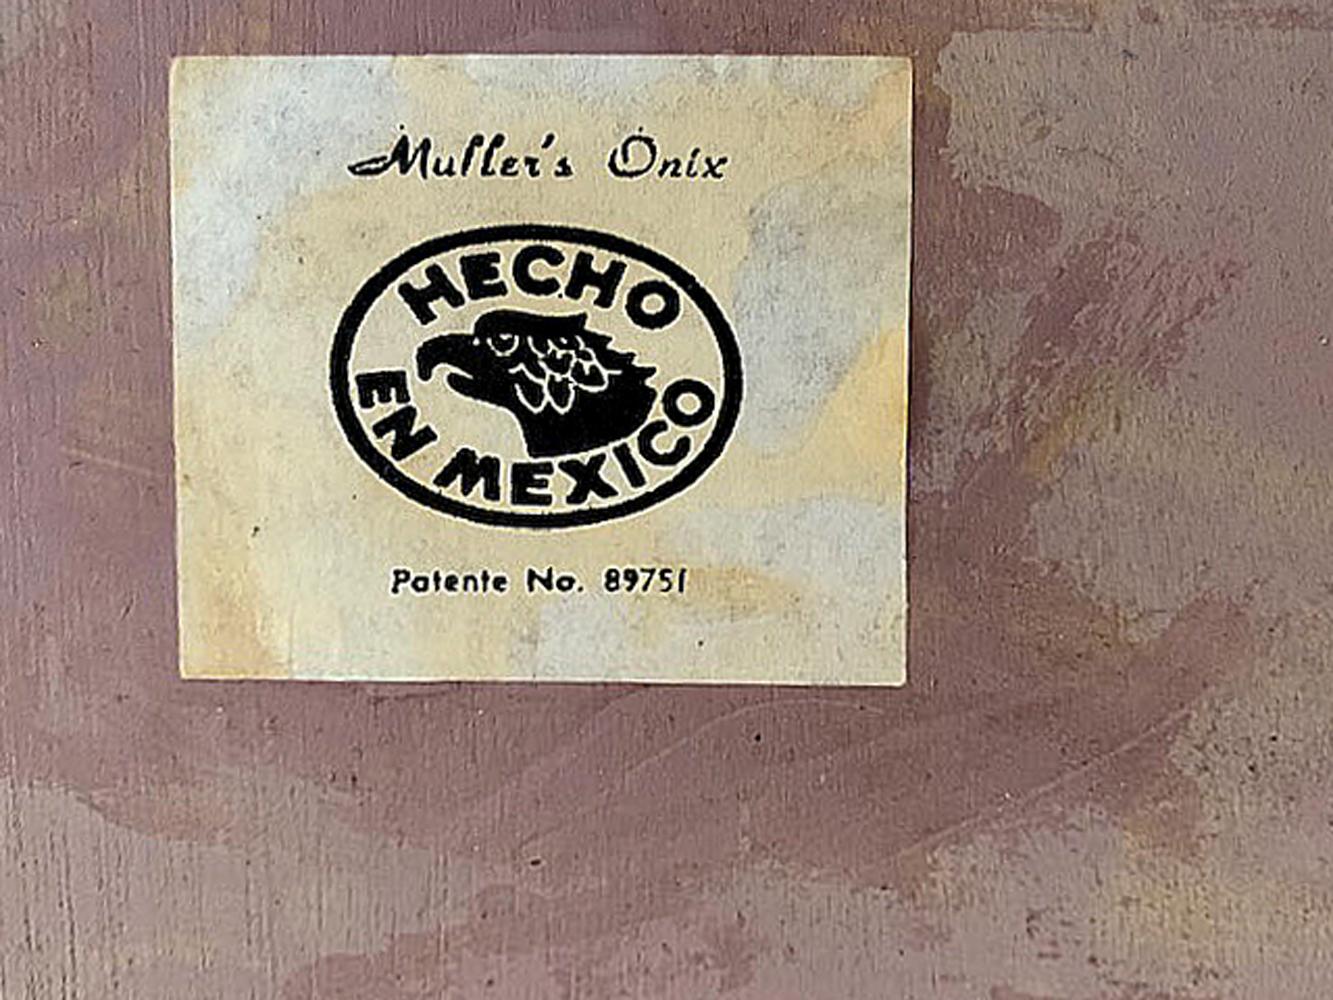 Muller's Onix
HECHO
EN MEXICO
Patente No. 89751